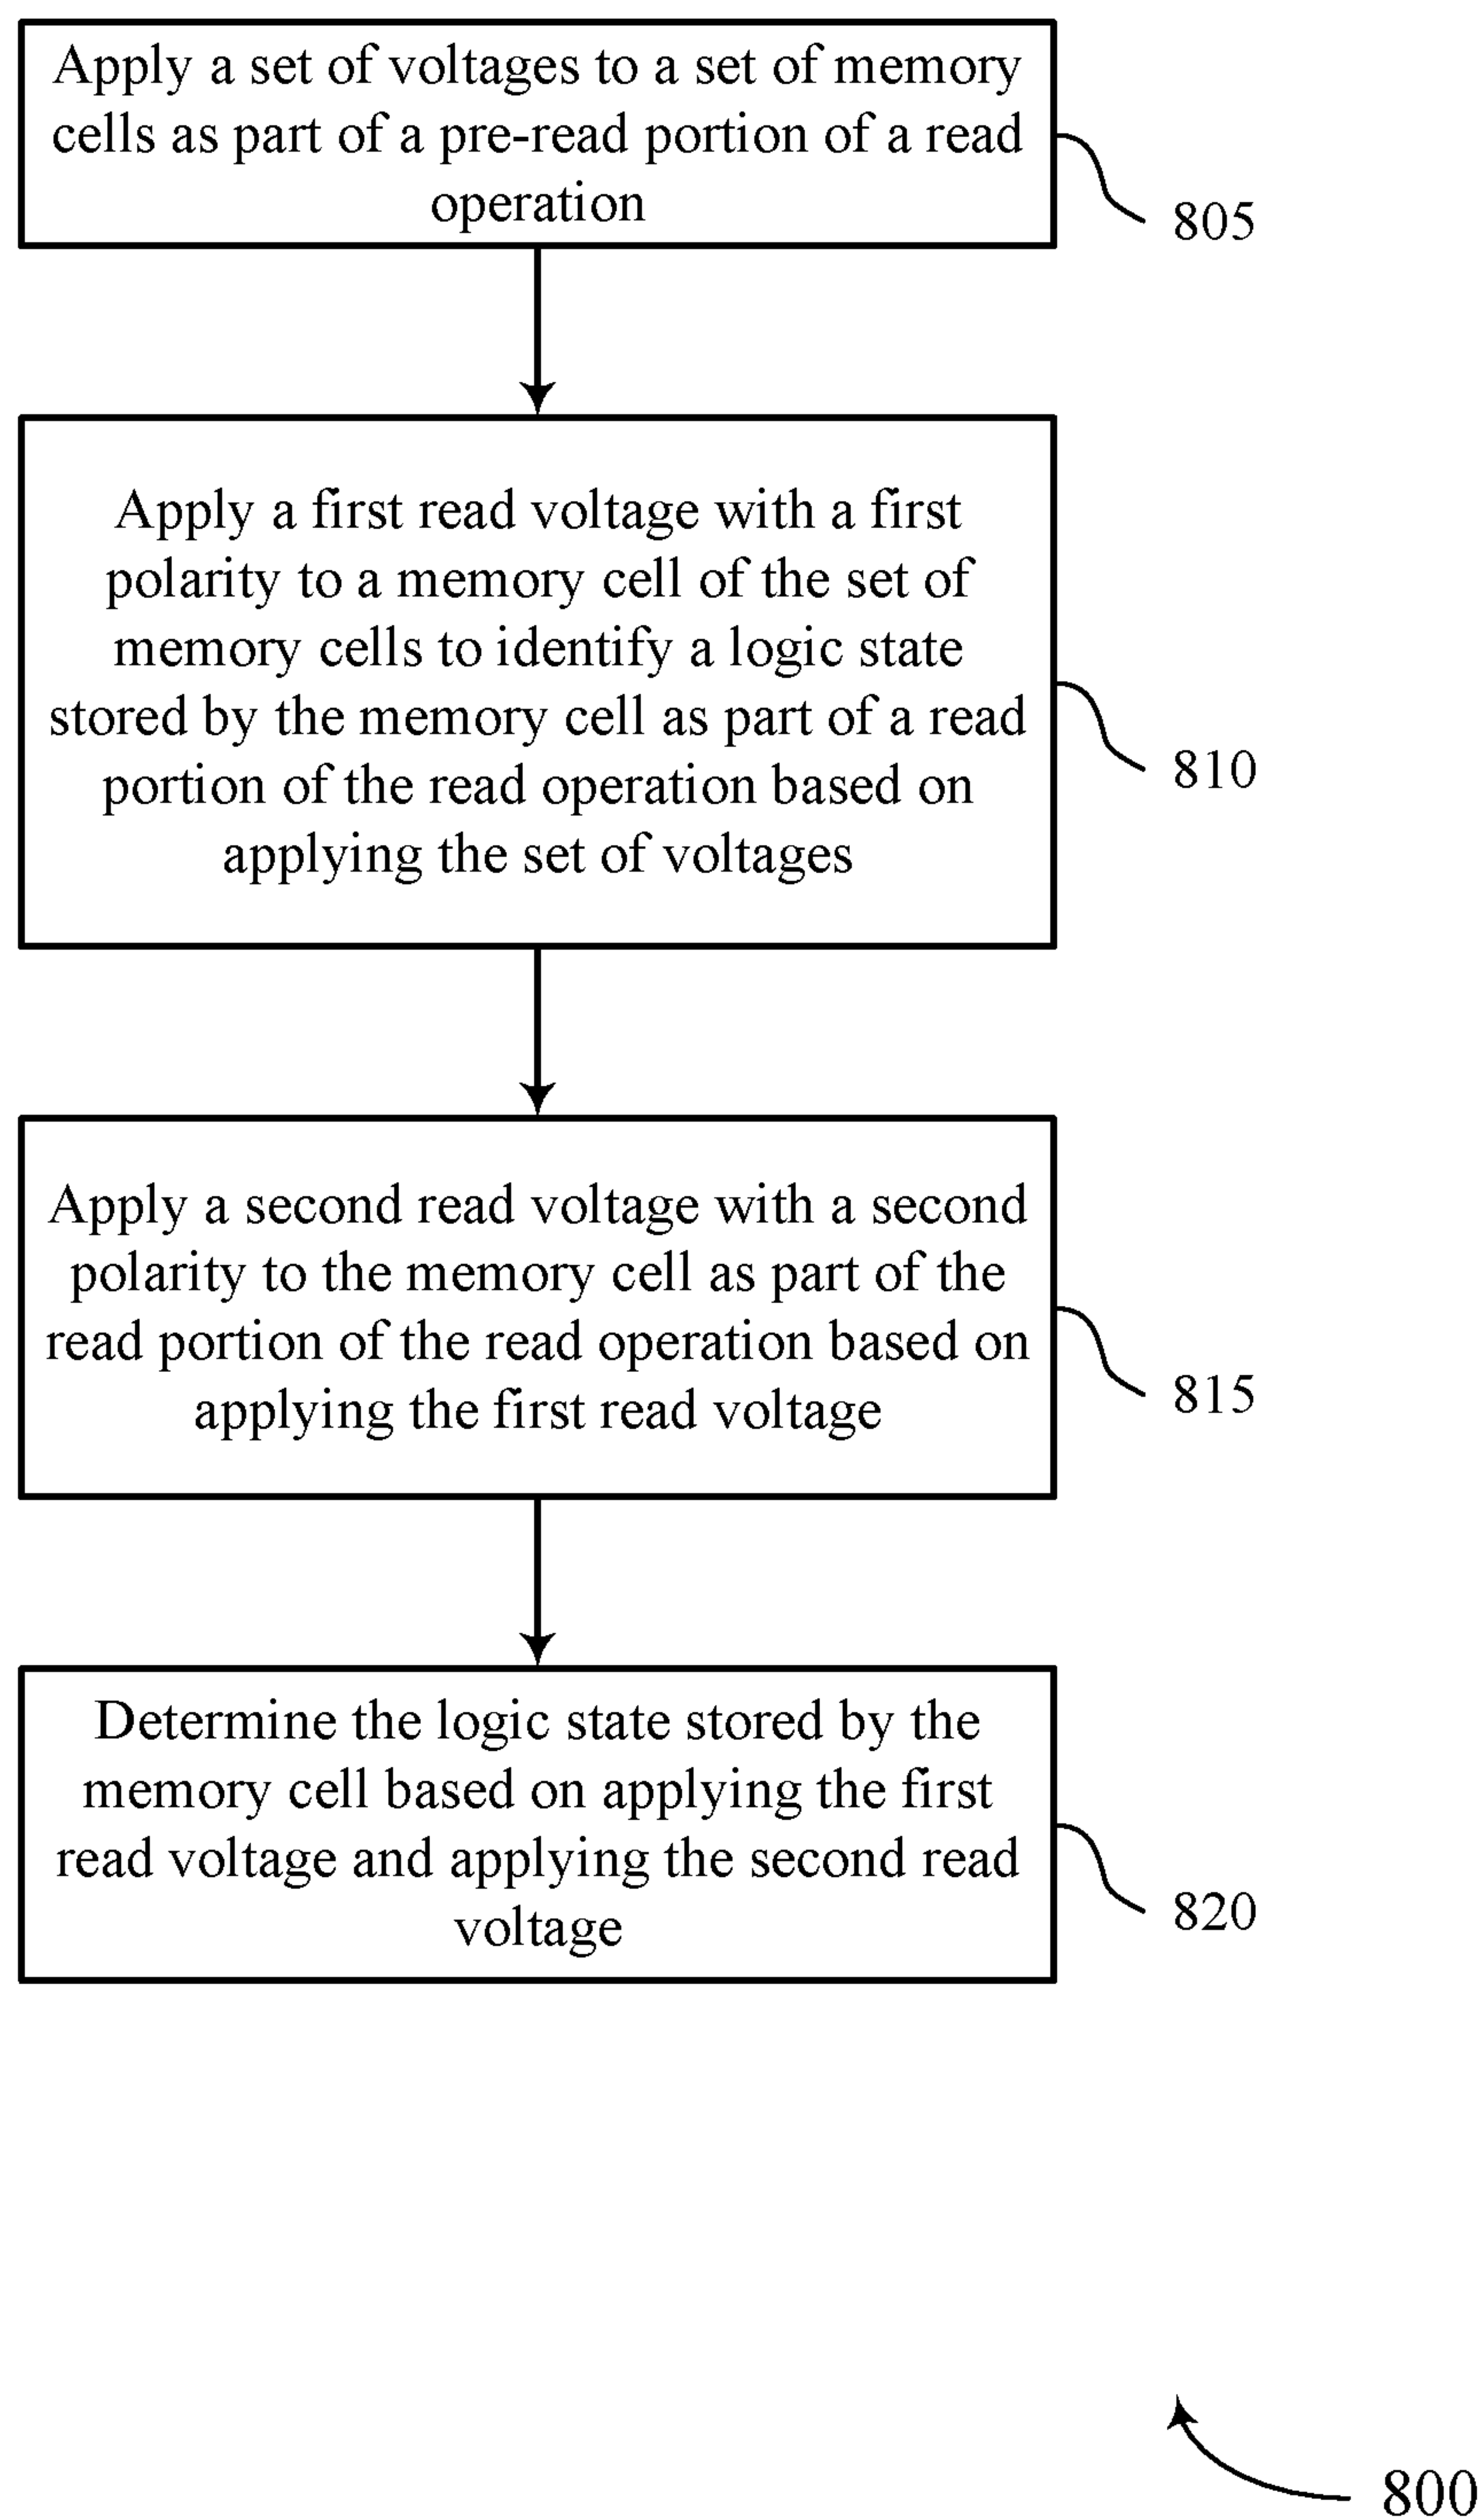 Apply a set of voltages to a set of memory
cells as part of a pre-read portion of a read
operation
805
Apply a first read voltage with a first
polarity to a memory cell of the set of
memory cells to identify a logic state
stored by the memory cell as part of a read
portion of the read operation based on
applying the set of voltages
810
Apply a second read voltage with a second
polarity to the memory cell as part of the
read portion of the read operation based on
applying the first read voltage
815
Determine the logic state stored by the
memory cell based on applying the first
read voltage and applying the second read
voltage
820
800